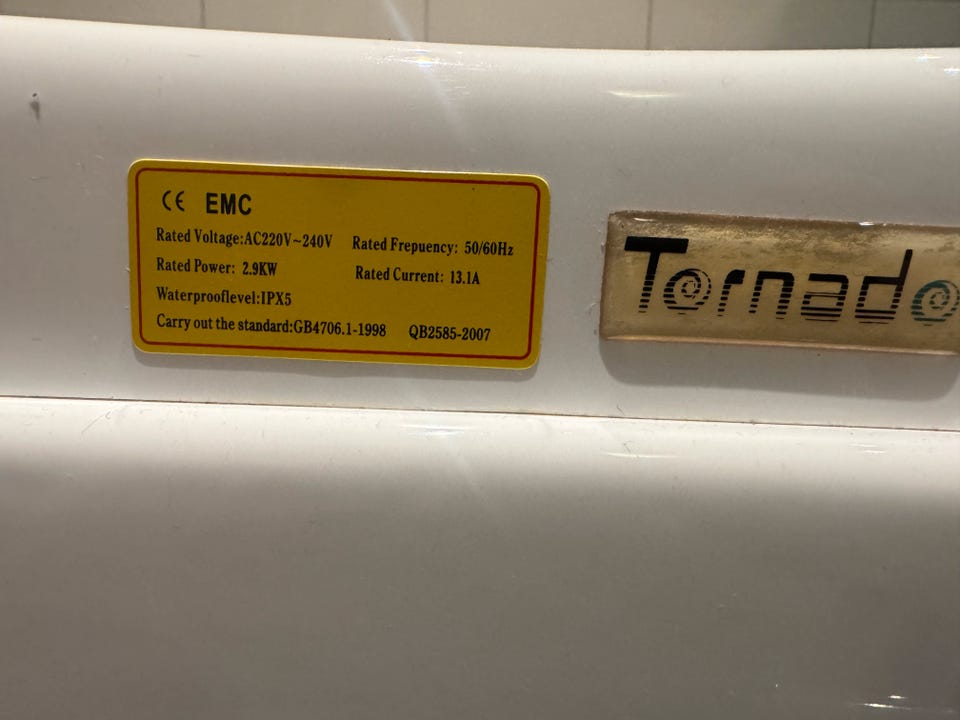 CE EMC
Rated Voltage:AC220V~240V Rated Frepuency: 50/60Hz
Rated Power: 2.9KW Rated Current: 13.1A
Waterprooflevel:IPX5
Carry out the standard:GB4706.1-1998 QB2585-2007
Tornado